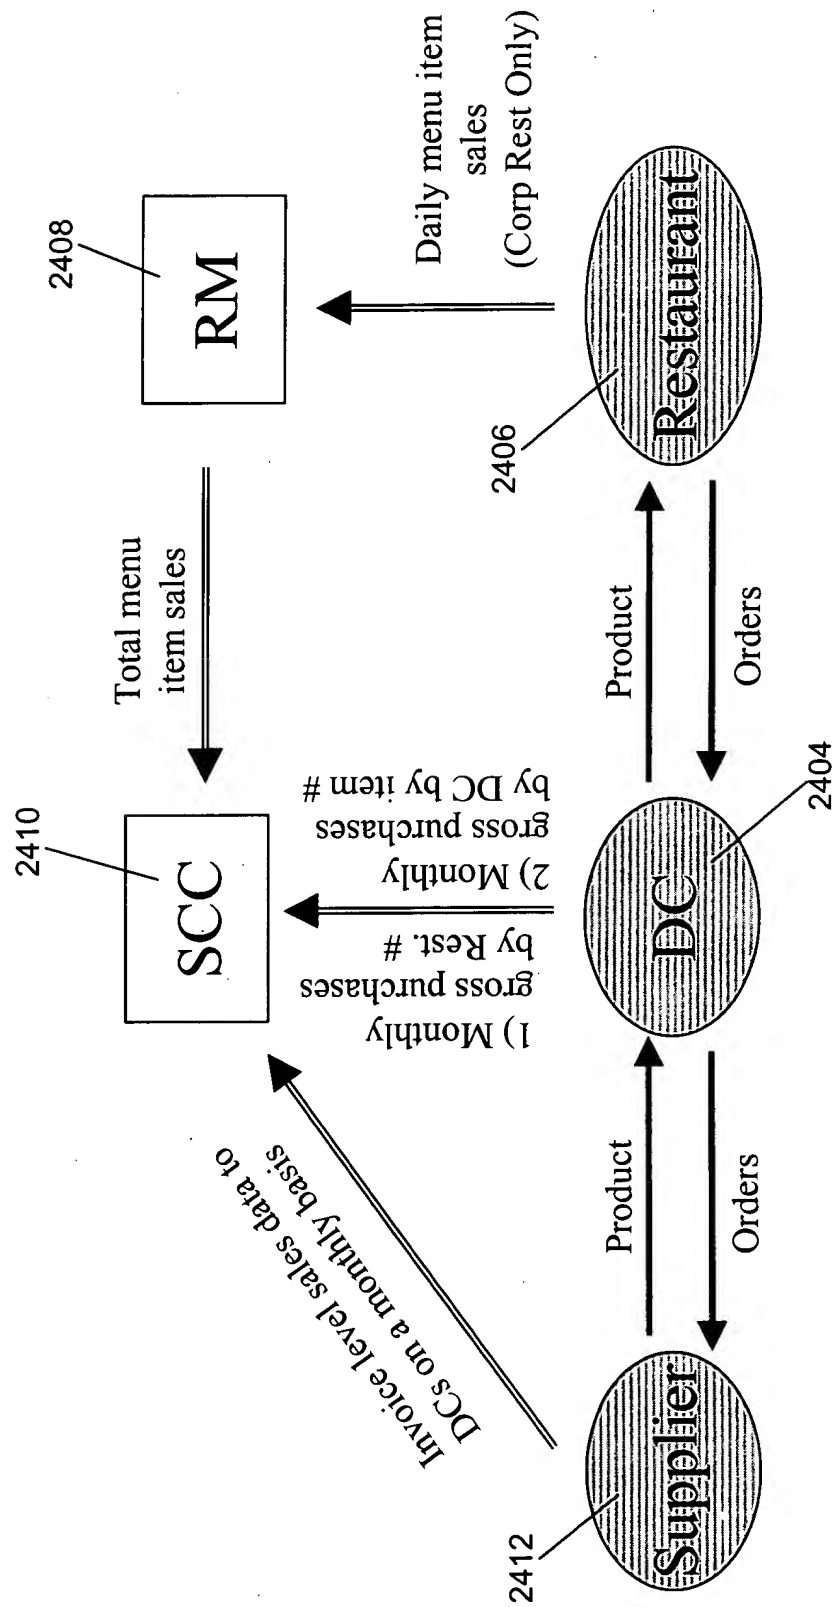 2410
2408
SCC
RM
Total menu
item sales
Invoice level sales data to
DCs on a monthly basis
1) Monthly
gross purchases
by Rest. #
2) Monthly
gross purchases
by DC by item #
Daily menu item
sales
(Corp Rest Only)
2412
Supplier
Product
Orders
DC
2404
Product
Orders
2406
Restaurant